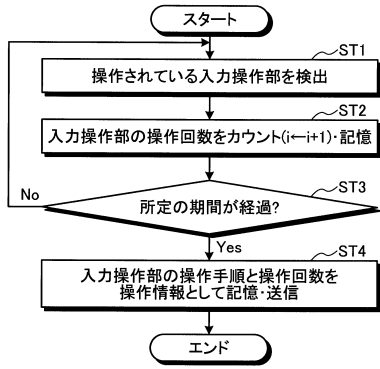 スタート
ST1
操作されている入力操作部を検出
ST2
入力操作部の操作回数をカウント(i←i+1)・記憶
ST3
所定の期間が経過?
No
Yes
ST4
入力操作部の操作手順と操作回数を
操作情報として記憶・送信
エンド